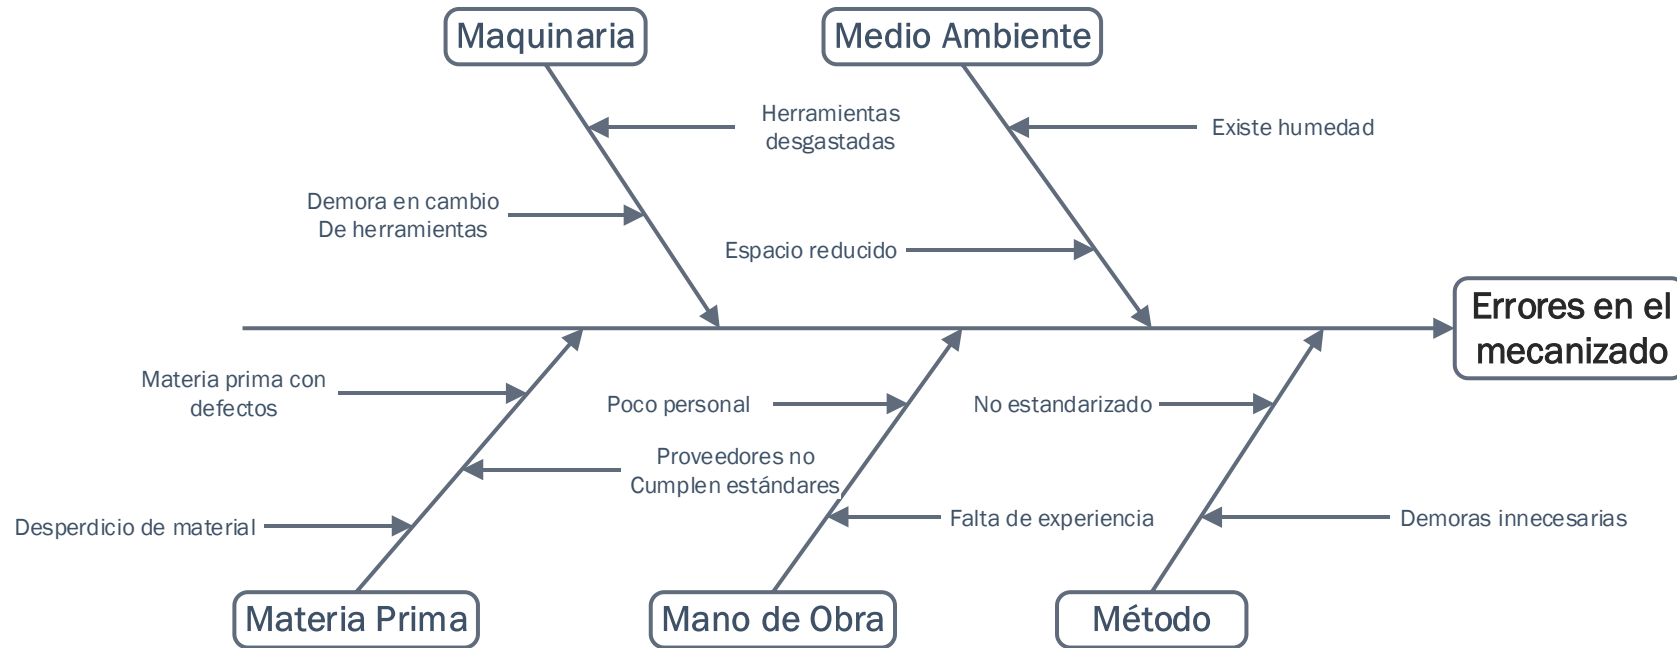 Maquinaria
Medio Ambiente
Herramientas
desgastadas
Existe humedad
Demora en cambio
De herramientas
Espacio reducido
Errores en el
mecanizado
Materia prima con
defectos
Poco personal
No estandarizado
Proveedores no
Cumplen estándares
Desperdicio de material
Falta de experiencia
Demoras innecesarias
Materia Prima
Mano de Obra
Método